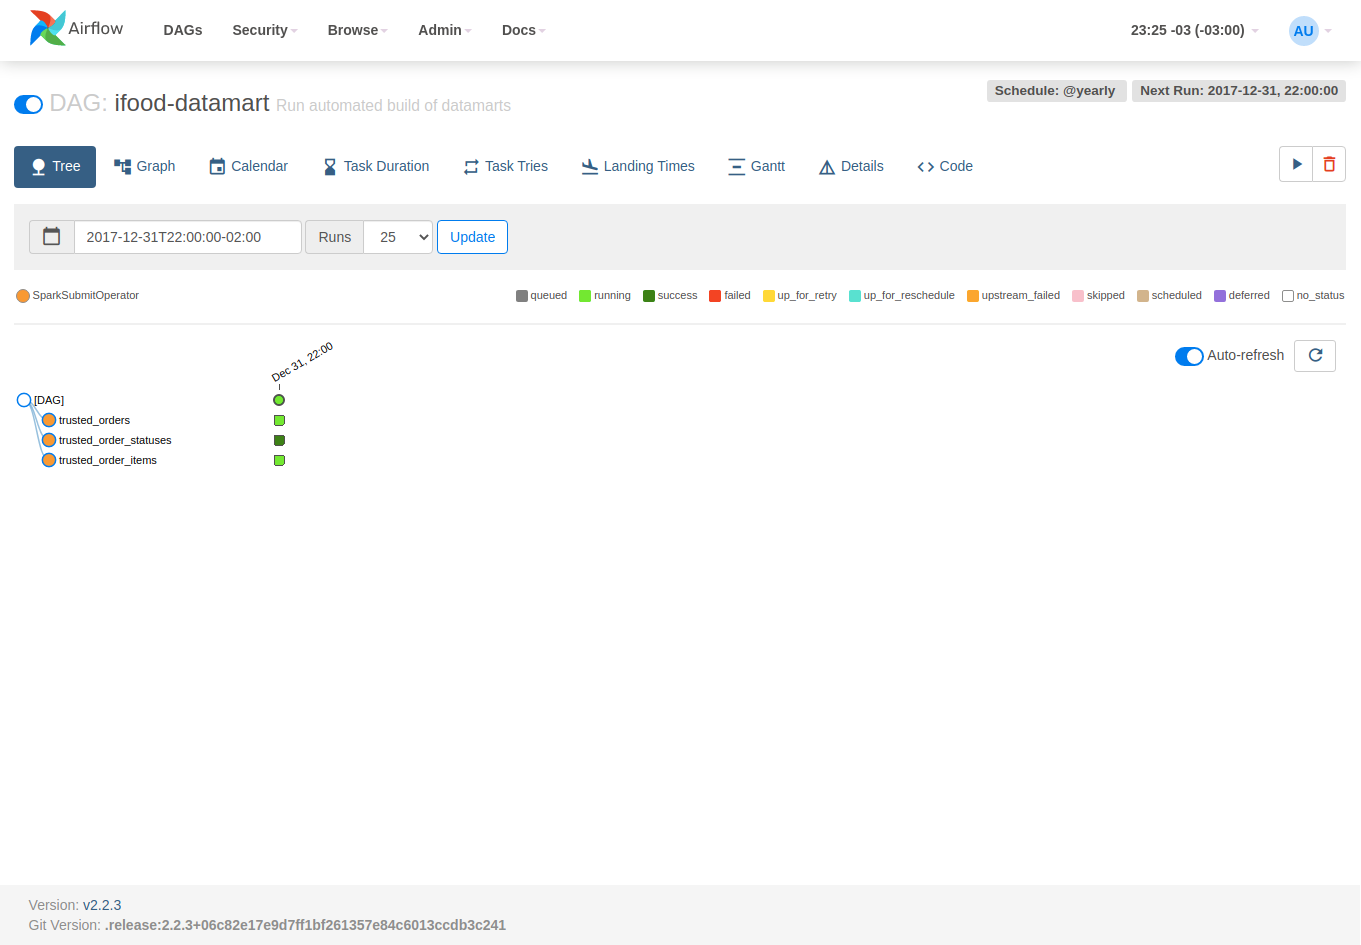 Airflow DAGs Security Browse Admin Docs 23:25 -03 (-03:00) AU
DAG: ifood-datamart Run automated build of datamarts Schedule: @yearly Next Run: 2017-12-31, 22:00:00
Tree Graph Calendar Task Duration Task Tries Landing Times Gantt Details Code
2017-12-31T22:00:00-02:00 Runs 25 Update
SparkSubmitOperator queued running success failed up_for_retry up_for_reschedule upstream_failed skipped scheduled deferred no_status
Auto-refresh
Dec 31, 22:00
[DAG]
trusted_orders
trusted_order_statuses
trusted_order_items
Version: v2.2.3
Git Version: .release:2.2.3+06c82e17e9d7ff1bf261357e84c6013ccdb3c241